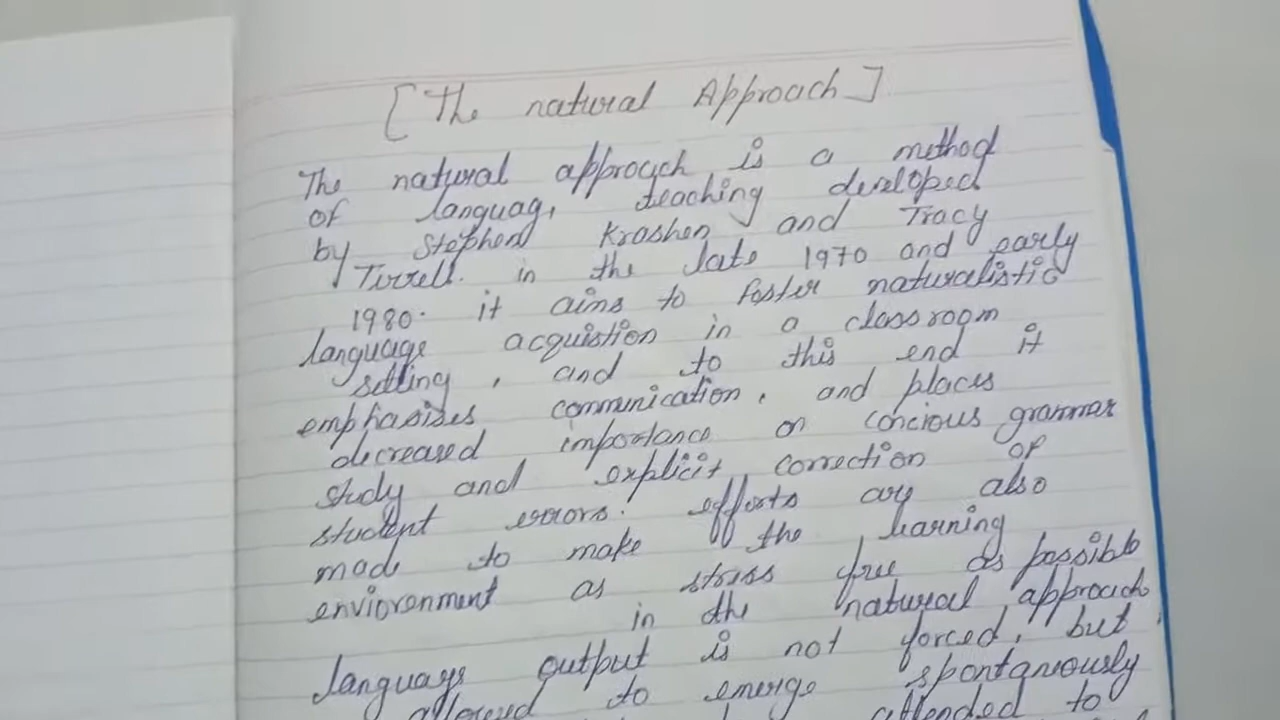 [The natural Approach]
The natural approach is a method
of languag, teaching developed
by Stephen Krashen and Tracy
Tirrell. in the late 1970 and early
1980. it aims to foster naturalistic
language acquistion in a classroom
setting, and to this end it
emphasises communication, and places
decreased importance on concious grammar
study and explicit correction of
student errors. efforts are also
made to make the learning
enviorenment as stress free as possible
in the natural approach
language output is not forced, but
allowed to emerge spontaneously
attended to